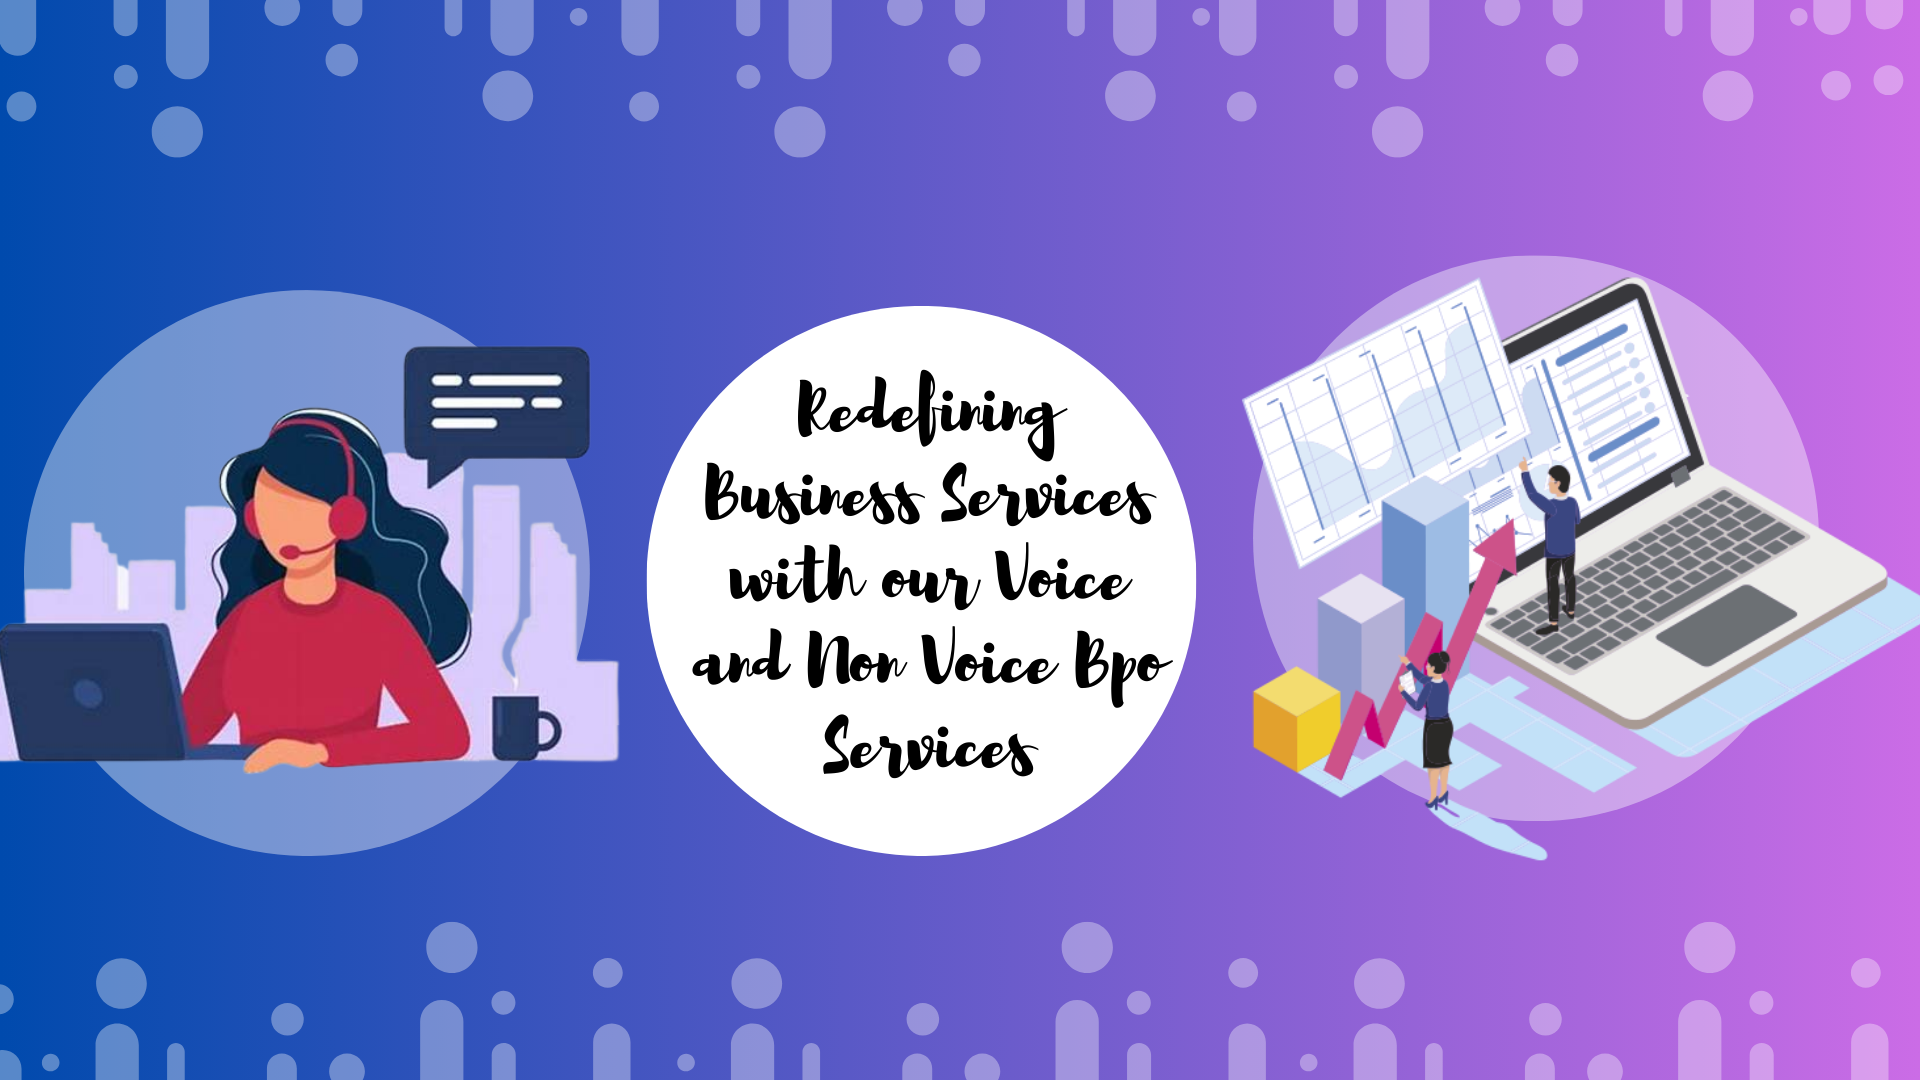 Redefining
Business Services
with our Voice
and Non Voice Bpo
Services